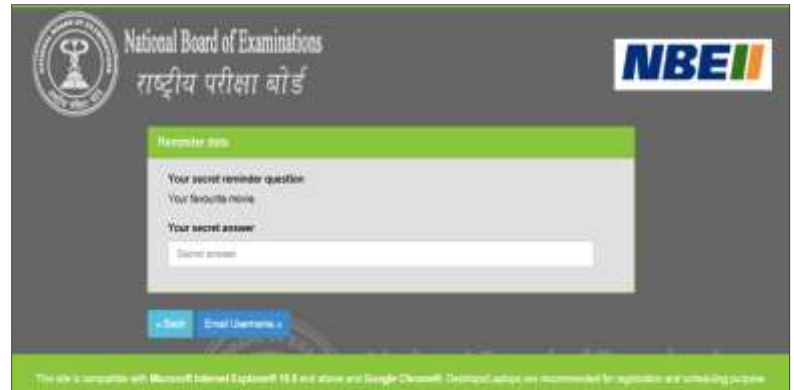 National Board of Examinations
राष्ट्रीय परीक्षा बोर्ड
NBE
Reminder data
Your secret reminder question
Your favourite movie
Your secret answer
Secret answer
« Back
Email Username »
The site is compatible with Microsoft Internet Explorer® 10.0 and above and Google Chrome®. Desktops/Laptops are recommended for registration and scheduling purpose.